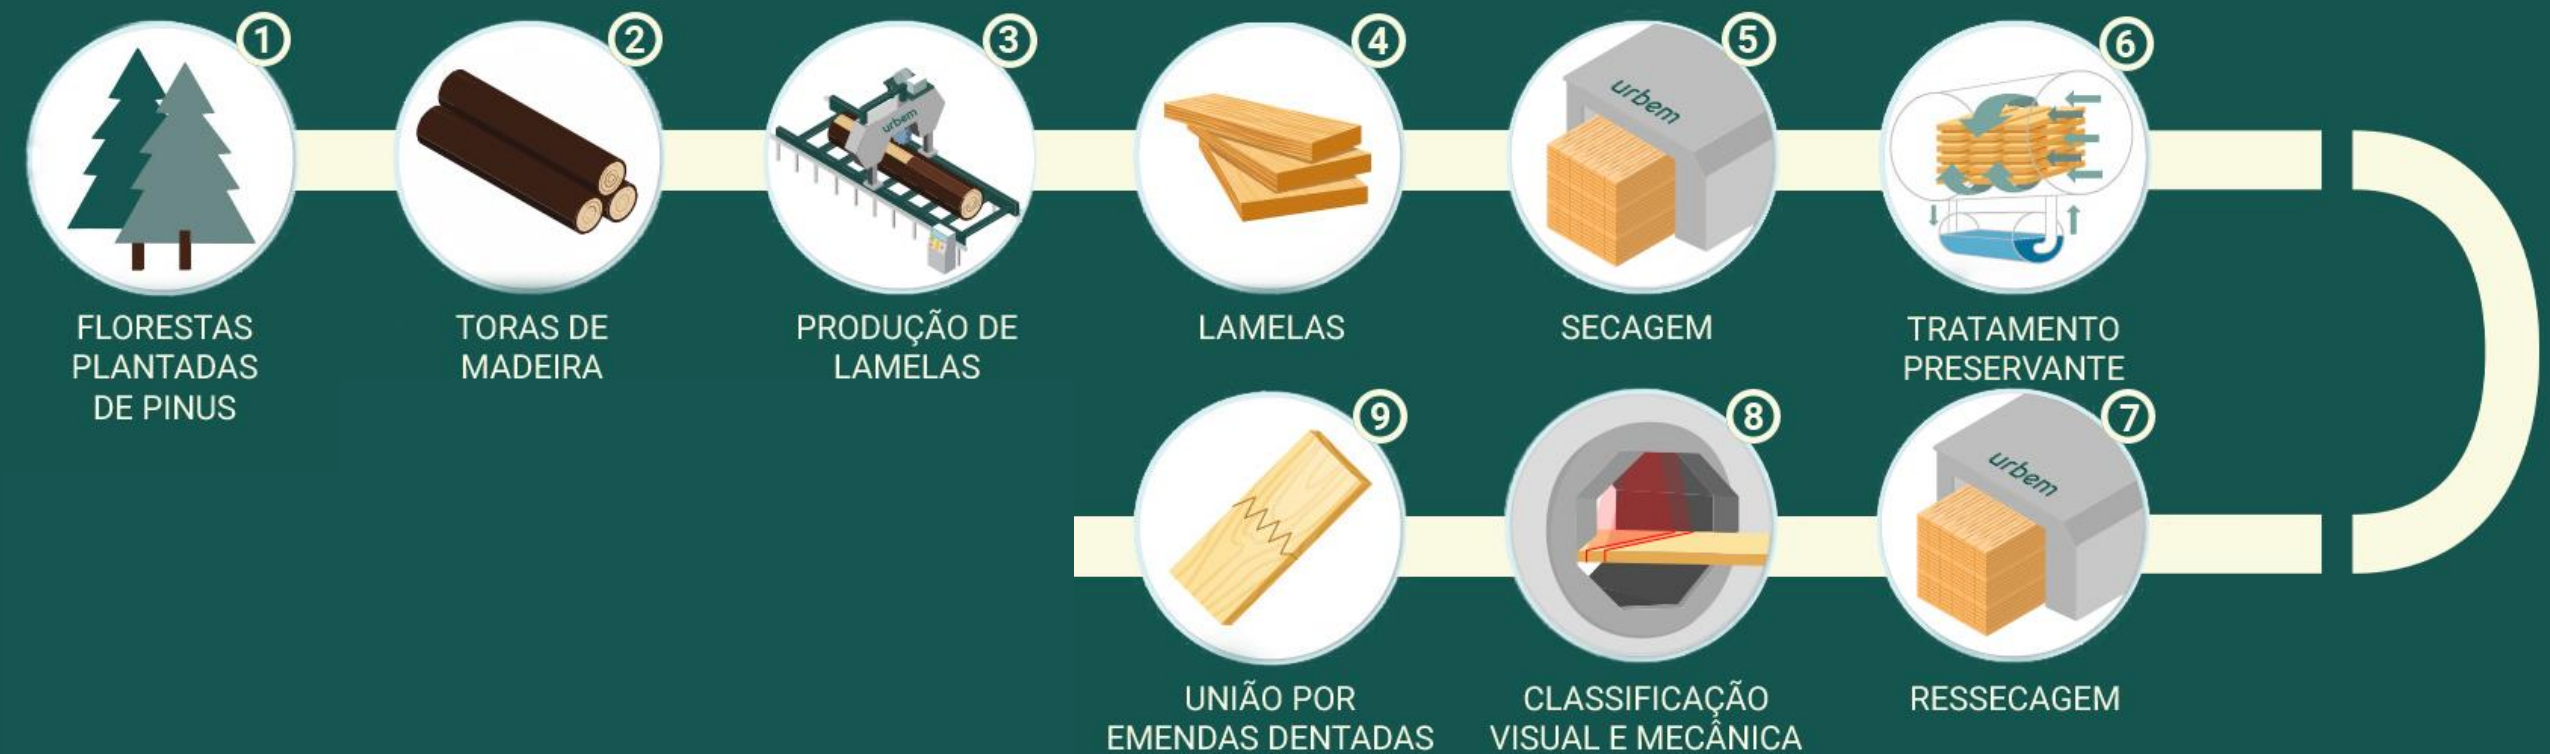 1
FLORESTAS
PLANTADAS
DE PINUS
2
TORAS DE
MADEIRA
3
urbem
PRODUÇÃO DE
LAMELAS
4
LAMELAS
5
urbem
SECAGEM
6
TRATAMENTO
PRESERVANTE
7
urbem
RESSECAGEM
8
CLASSIFICAÇÃO
VISUAL E MECÂNICA
9
UNIÃO POR
EMENDAS DENTADAS